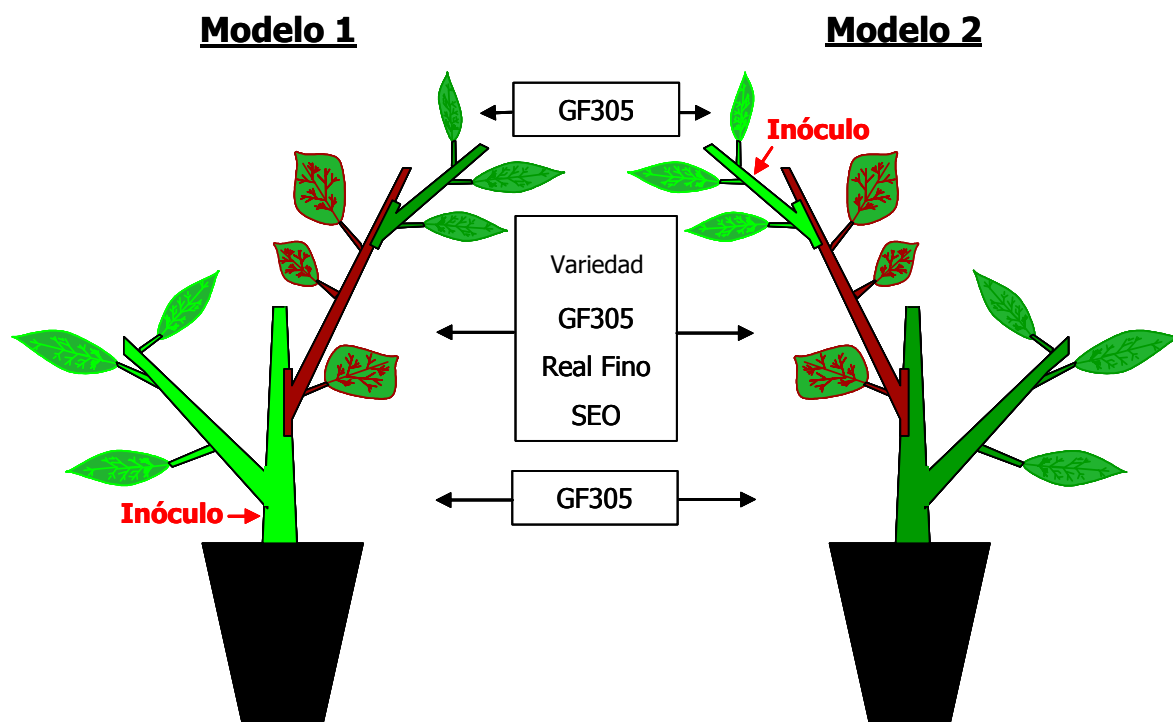 Modelo 1
Modelo 2
GF305
Inóculo
Variedad
GF305
Real Fino
SEO
GF305
Inóculo